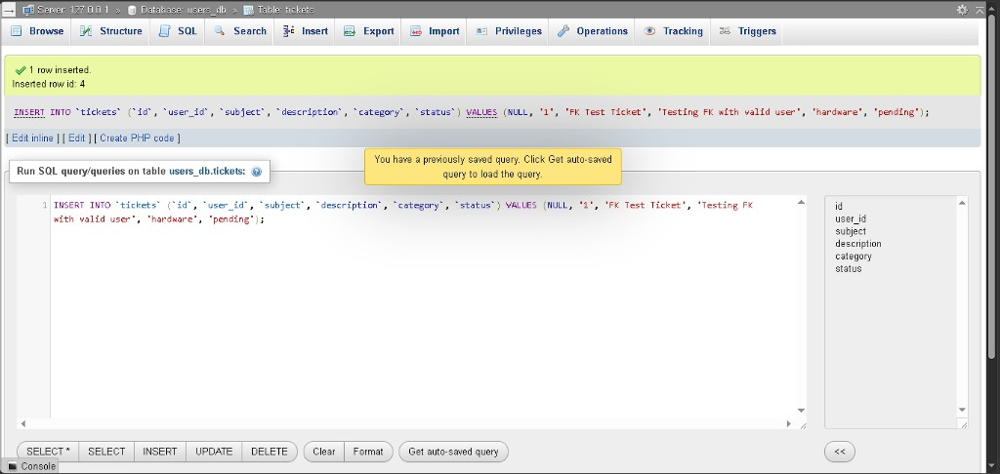 Server: 127.0.0.1 » Database: users_db » Table: tickets
Browse Structure SQL Search Insert Export Import Privileges Operations Tracking Triggers
1 row inserted.
Inserted row id: 4
INSERT INTO `tickets` (`id`, `user_id`, `subject`, `description`, `category`, `status`) VALUES (NULL, '1', 'FK Test Ticket', 'Testing FK with valid user', 'hardware', 'pending');
[ Edit inline ] [ Edit ] [ Create PHP code ]
You have a previously saved query. Click Get auto-saved
query to load the query.
Run SQL query/queries on table users_db.tickets:
1 INSERT INTO `tickets` (`id`, `user_id`, `subject`, `description`, `category`, `status`) VALUES (NULL, '1', 'FK Test Ticket', 'Testing FK
with valid user', 'hardware', 'pending');
id
user_id
subject
description
category
status
SELECT * SELECT INSERT UPDATE DELETE Clear Format Get auto-saved query <<
Console